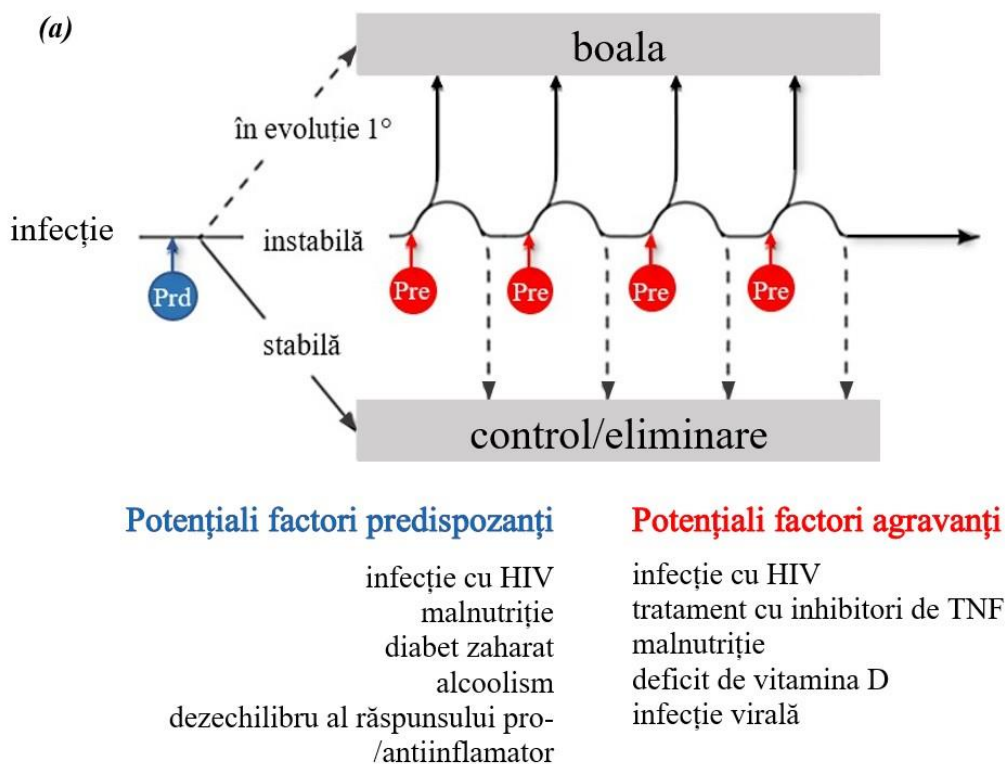 (a)
boala
în evoluție 1°
infecție
instabilă
Prd
Pre
Pre
Pre
Pre
stabilă
control/eliminare
Potențiali factori predispozanți
infecție cu HIV
malnutriție
diabet zaharat
alcoolism
dezechilibru al răspunsului pro-
/antiinflamator
Potențiali factori agravanți
infecție cu HIV
tratament cu inhibitori de TNF
malnutriție
deficit de vitamina D
infecție virală